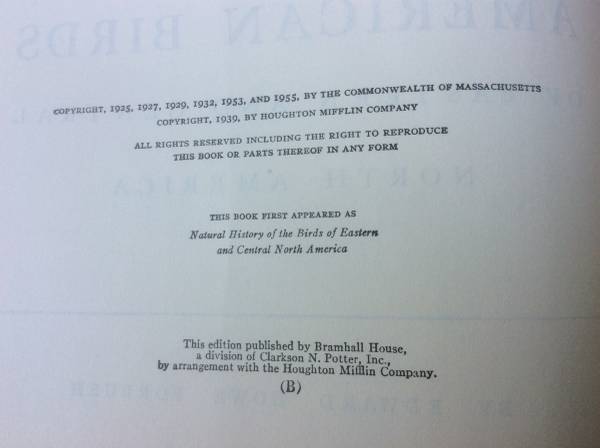 COPYRIGHT, 1925, 1927, 1929, 1932, 1953, AND 1955, BY THE COMMONWEALTH OF MASSACHUSETTS
COPYRIGHT, 1939, BY HOUGHTON MIFFLIN COMPANY
ALL RIGHTS RESERVED INCLUDING THE RIGHT TO REPRODUCE
THIS BOOK OR PARTS THEREOF IN ANY FORM
THIS BOOK FIRST APPEARED AS
Natural History of the Birds of Eastern
and Central North America
This edition published by Bramhall House,
a division of Clarkson N. Potter, Inc.,
by arrangement with the Houghton Mifflin Company.
(B)